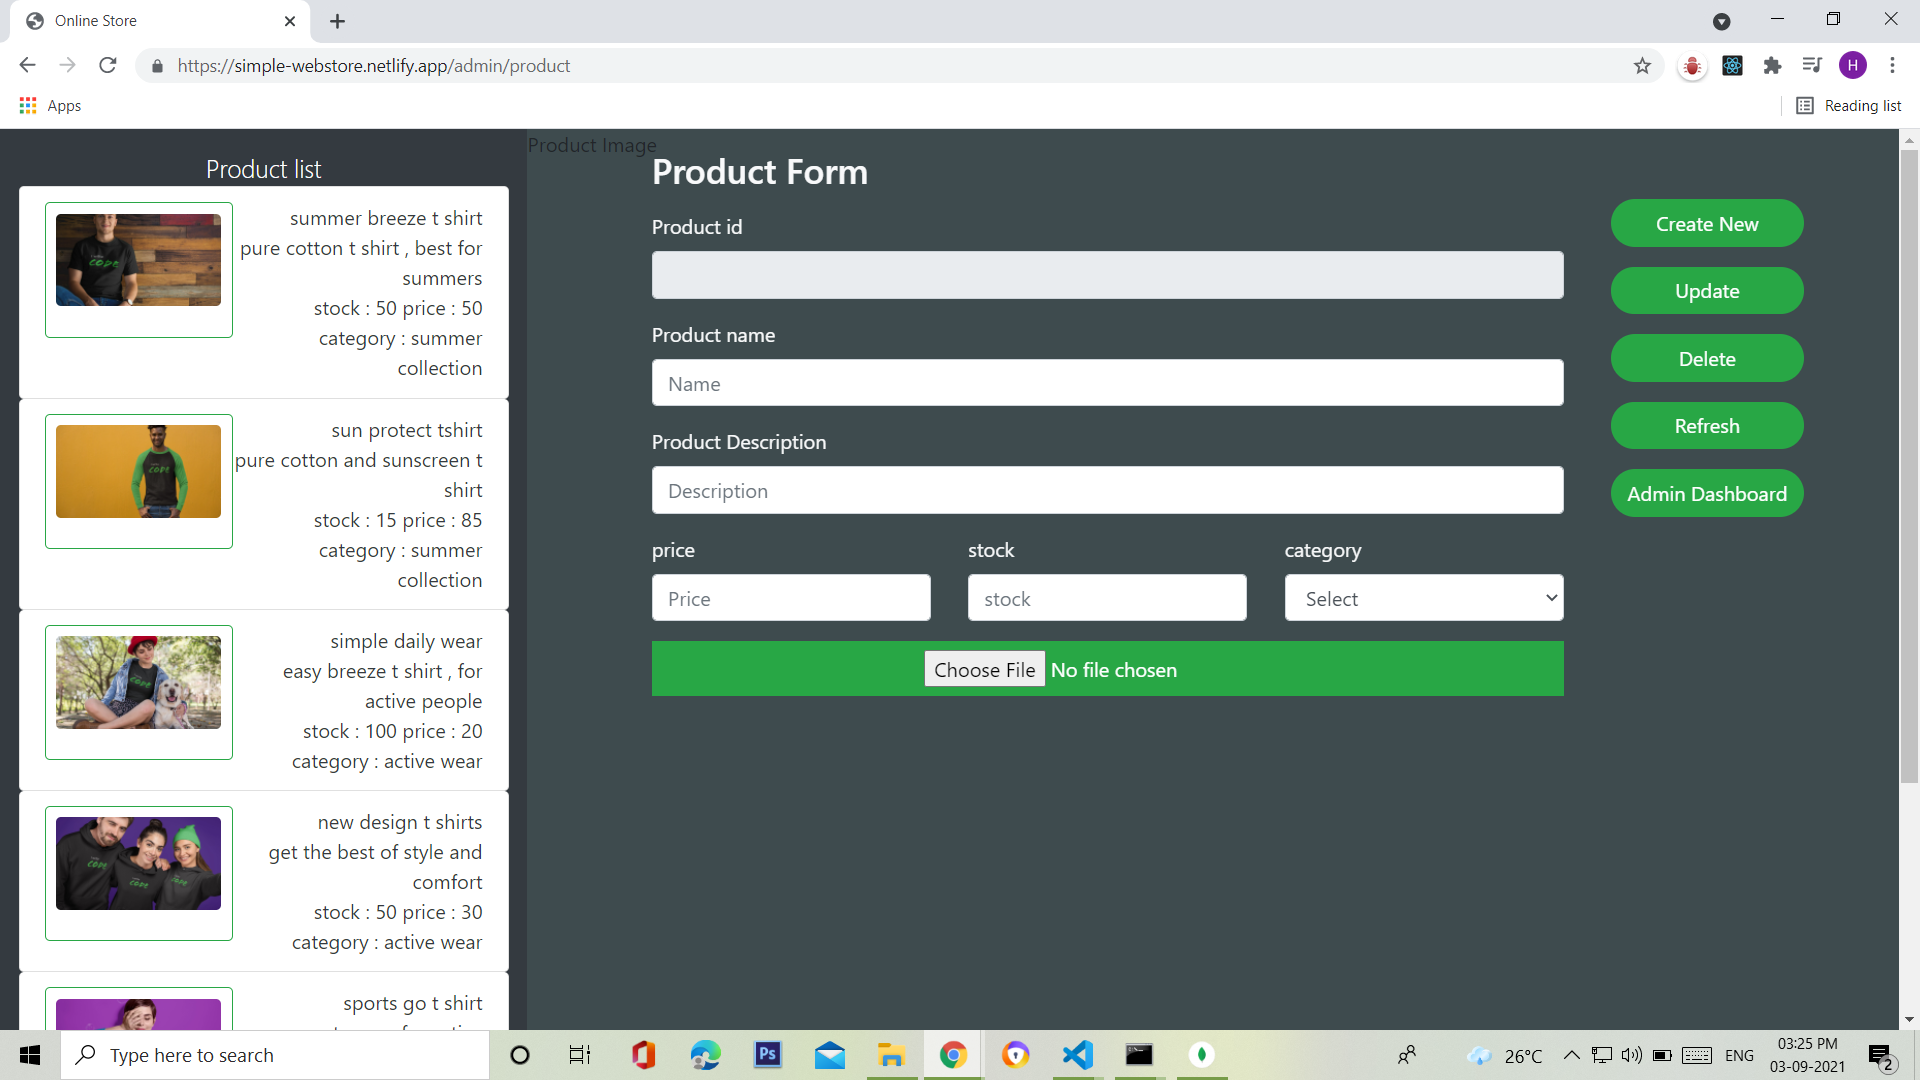 Online Store
https://simple-webstore.netlify.app/admin/product
H
Apps
Reading list
Product list
summer breeze t shirt
pure cotton t shirt , best for
summers
stock : 50 price : 50
category : summer
collection
sun protect tshirt
pure cotton and sunscreen t
shirt
stock : 15 price : 85
category : summer
collection
simple daily wear
easy breeze t shirt , for
active people
stock : 100 price : 20
category : active wear
new design t shirts
get the best of style and
comfort
stock : 50 price : 30
category : active wear
sports go t shirt
Product Image
Product Form
Product id
Product name
Name
Product Description
Description
price
stock
category
Price
stock
Select
Choose File No file chosen
Create New
Update
Delete
Refresh
Admin Dashboard
Type here to search
Ps
26°C
ENG
03:25 PM
03-09-2021
2